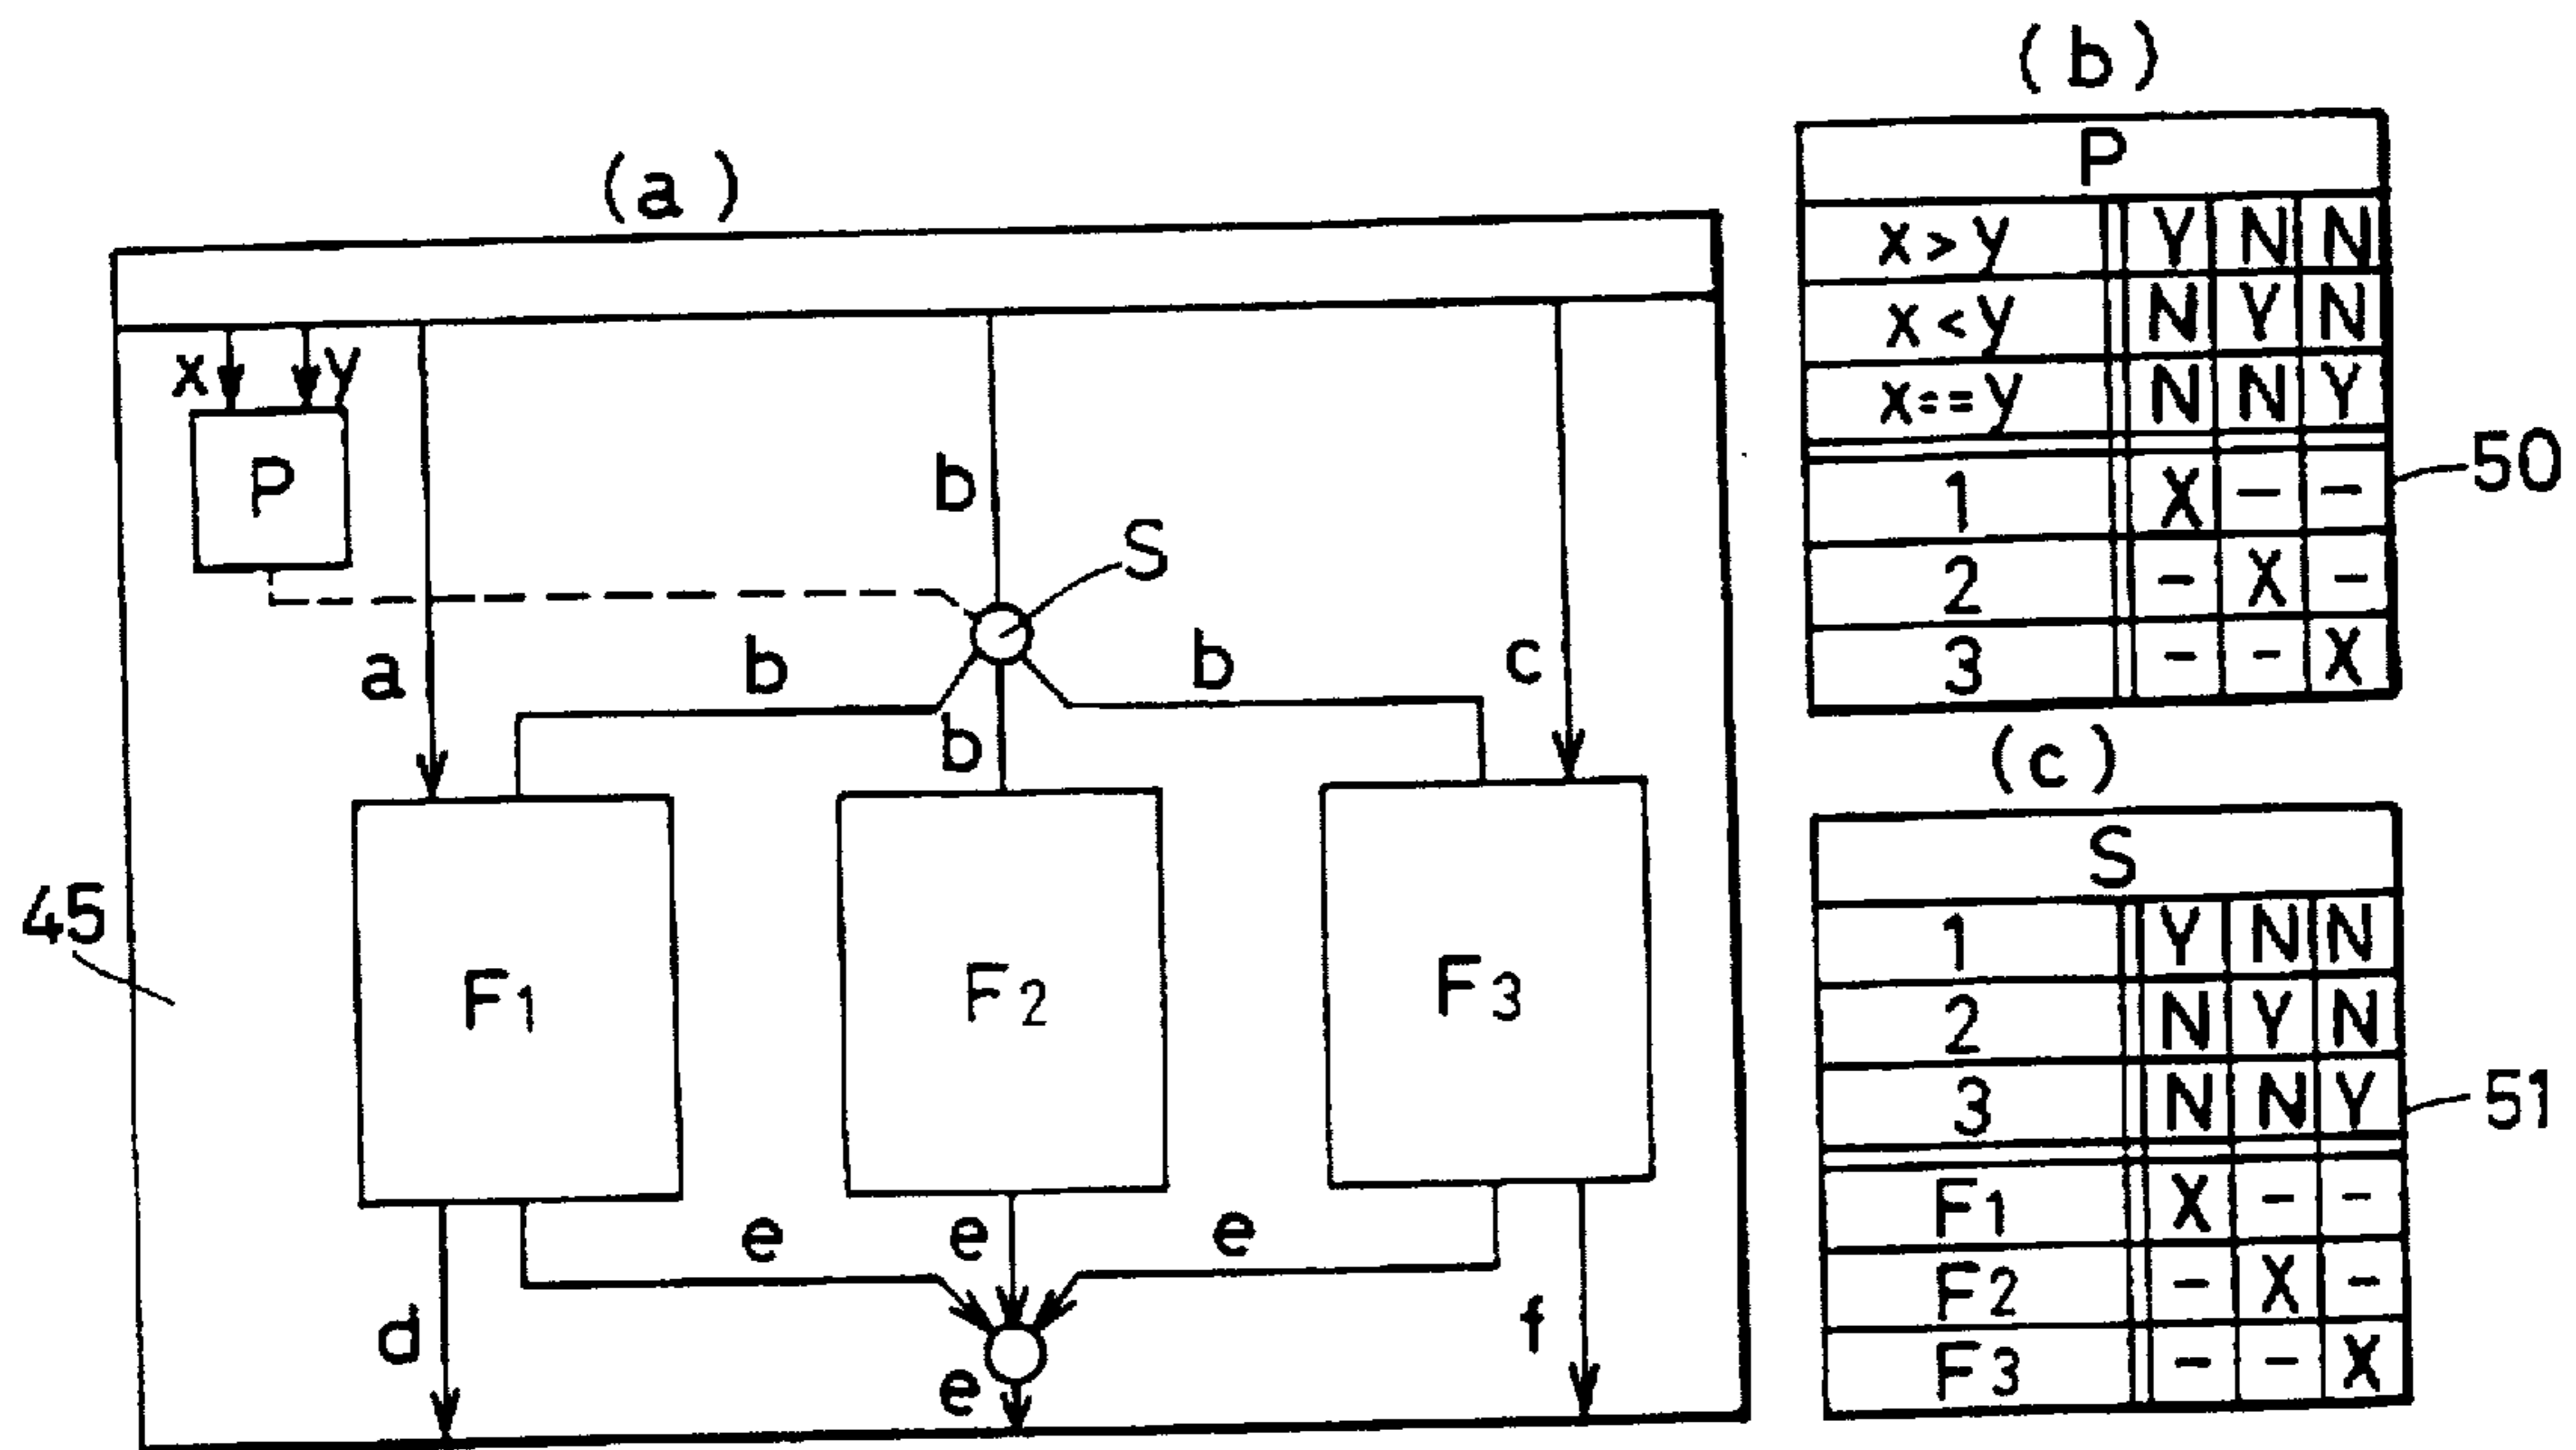 (a)
x y
P
b
S
a b b c
b
F1 F2 F3
45
e e e
d f
e
(b)
P
x>y Y N N
x<y N Y N
x==y N N Y
1 X - -
2 - X -
3 - - X
50
(c)
S
1 Y N N
2 N Y N
3 N N Y
F1 X - -
F2 - X -
F3 - - X
51